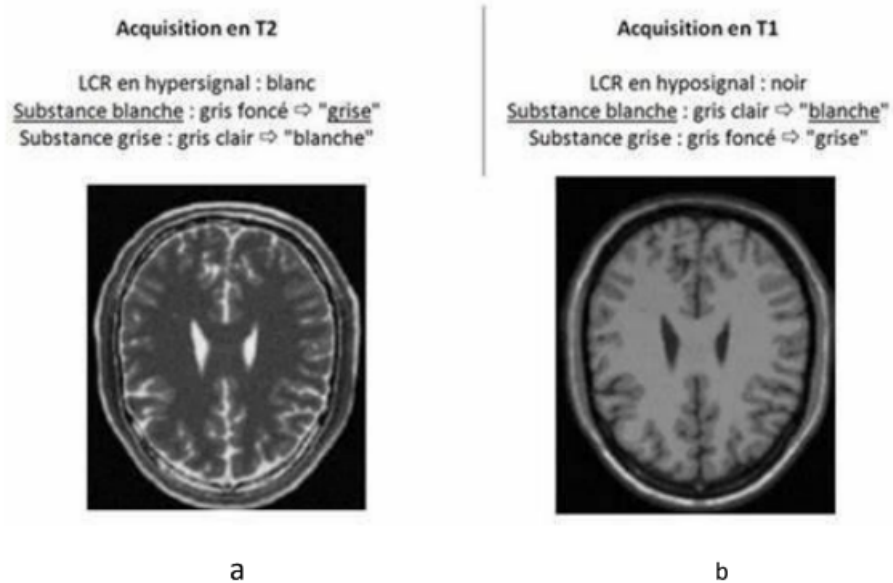 Acquisition en T2
LCR en hypersignal : blanc
Substance blanche : gris foncé ⇨ "grise"
Substance grise : gris clair ⇨ "blanche"
Acquisition en T1
LCR en hyposignal : noir
Substance blanche : gris clair ⇨ "blanche"
Substance grise : gris foncé ⇨ "grise"
a
b